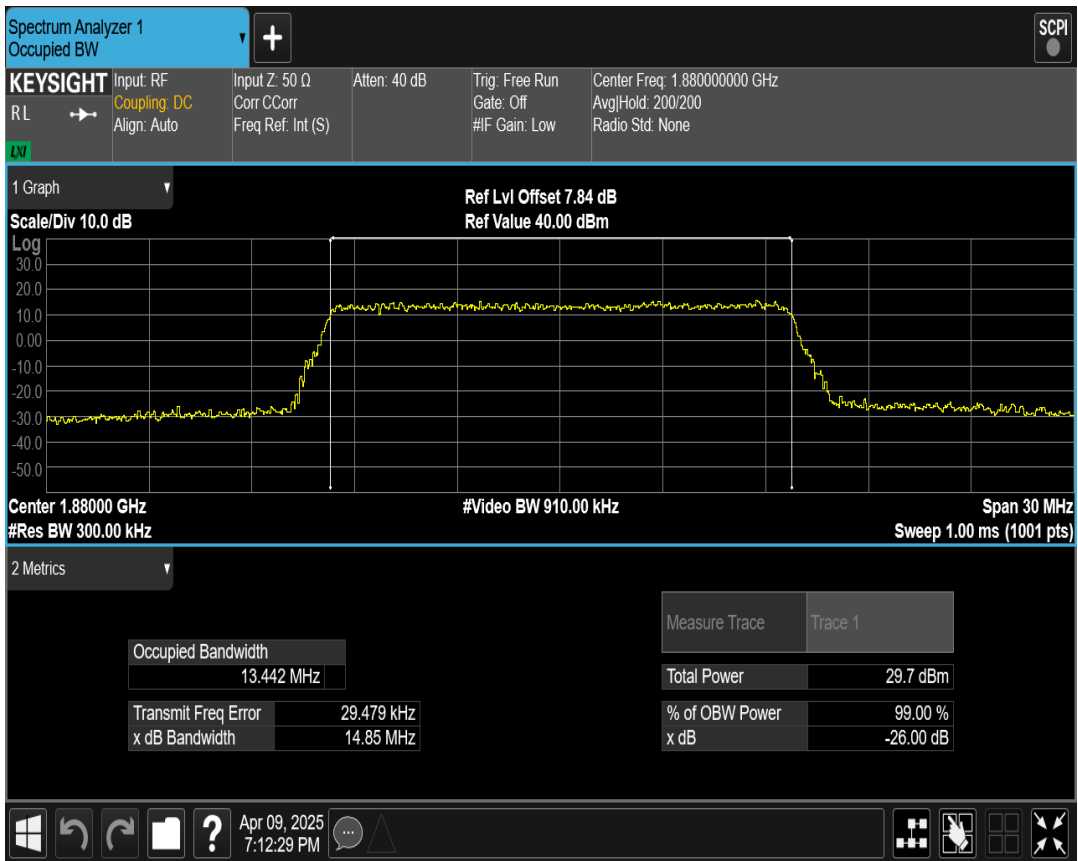 Spectrum Analyzer 1
Occupied BW
+
SCPI
KEYSIGHT
R L
LXI
Input: RF
Coupling: DC
Align: Auto
Input Z: 50 Ω
Corr CCorr
Freq Ref: Int (S)
Atten: 40 dB
Trig: Free Run
Gate: Off
#IF Gain: Low
Center Freq: 1.880000000 GHz
Avg|Hold: 200/200
Radio Std: None
1 Graph
Scale/Div 10.0 dB
Ref Lvl Offset 7.84 dB
Ref Value 40.00 dBm
Log
30.0
20.0
10.0
0.00
-10.0
-20.0
-30.0
-40.0
-50.0
Center 1.88000 GHz
#Video BW 910.00 kHz
Span 30 MHz
#Res BW 300.00 kHz
Sweep 1.00 ms (1001 pts)
2 Metrics
Measure Trace Trace 1
Occupied Bandwidth
13.442 MHz
Total Power 29.7 dBm
Transmit Freq Error 29.479 kHz
% of OBW Power 99.00 %
x dB Bandwidth 14.85 MHz
x dB -26.00 dB
?
Apr 09, 2025
7:12:29 PM